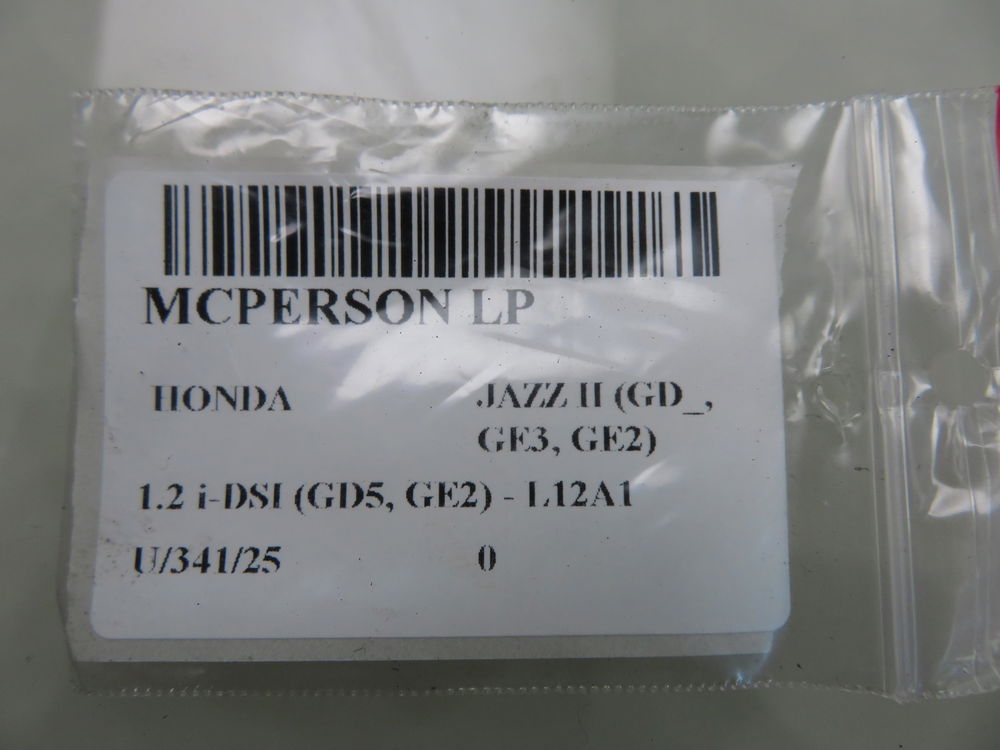 MCPERSON LP
HONDA JAZZ II (GD_,
GE3, GE2)
1.2 i-DSI (GD5, GE2) - L12A1
U/341/25 0